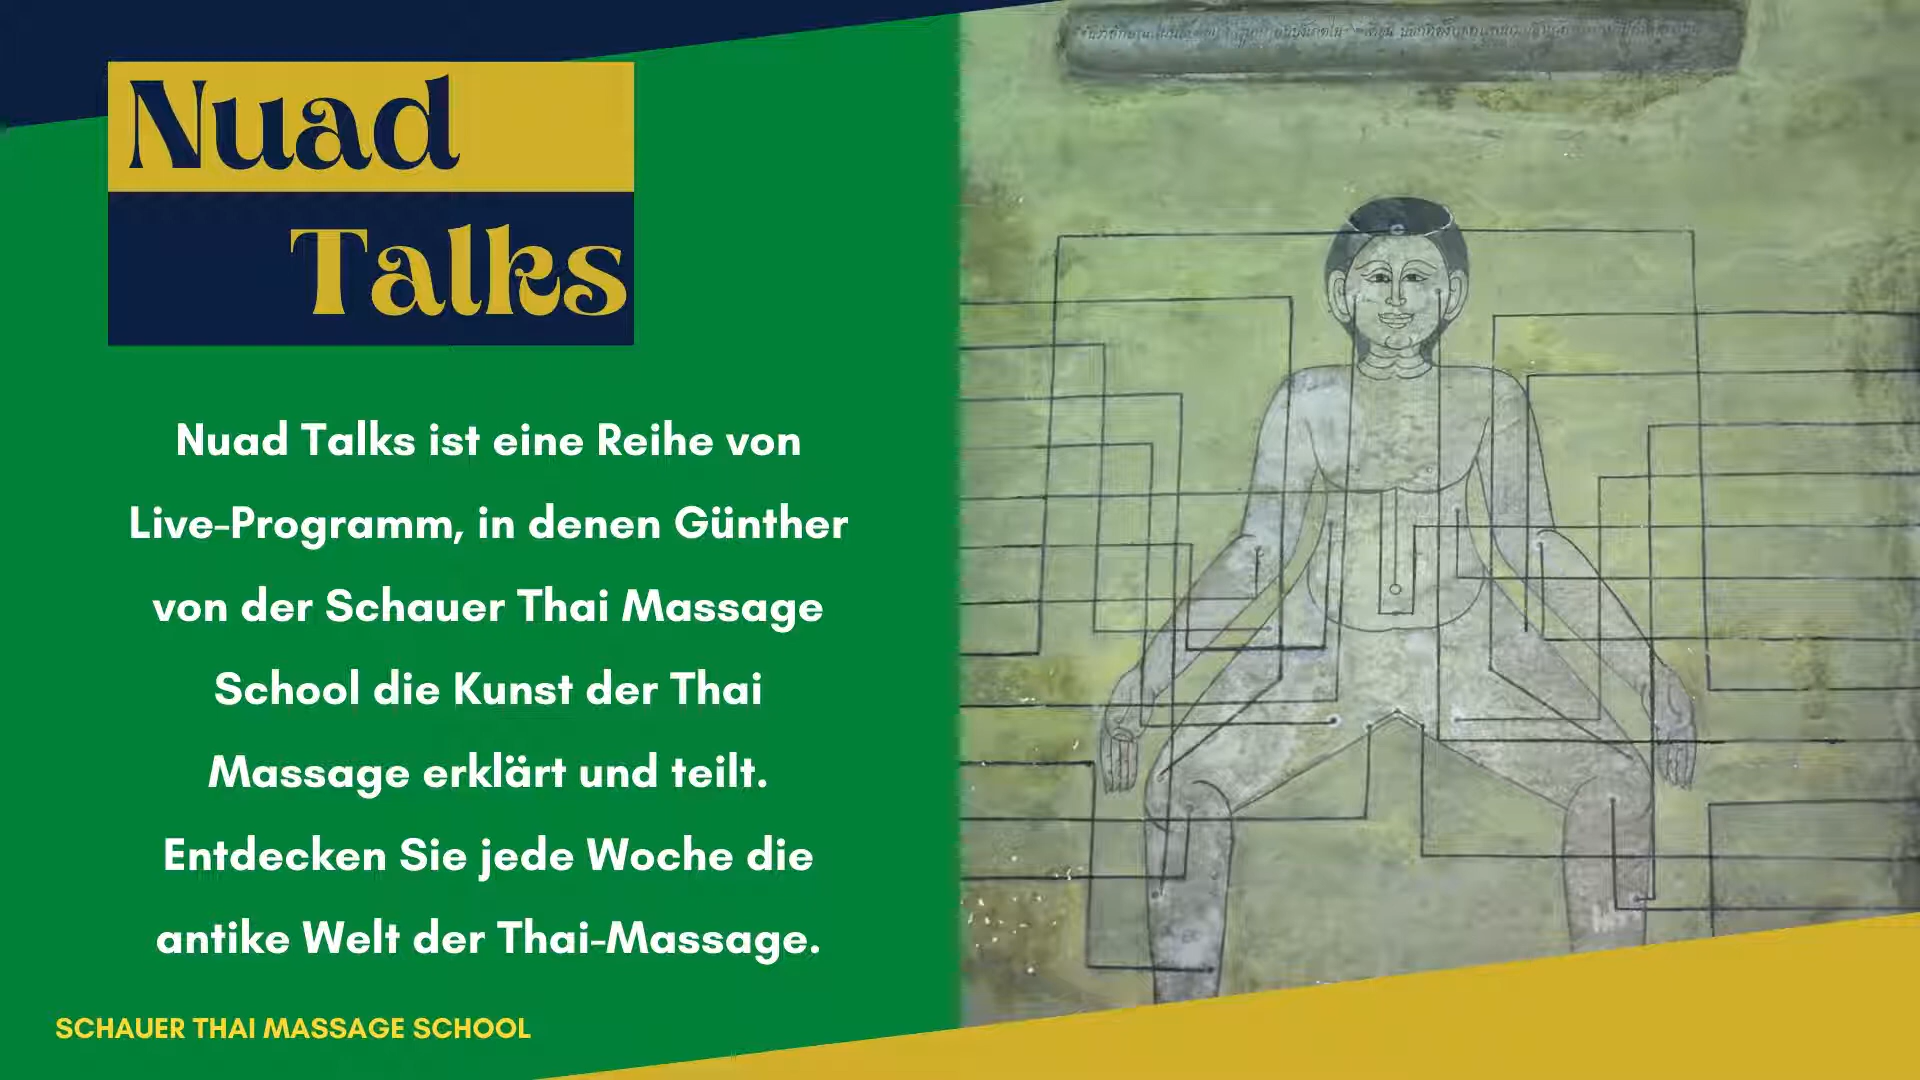 Nuad
Talks
Nuad Talks ist eine Reihe von
Live-Programm, in denen Günther
von der Schauer Thai Massage
School die Kunst der Thai
Massage erklärt und teilt.
Entdecken Sie jede Woche die
antike Welt der Thai-Massage.
SCHAUER THAI MASSAGE SCHOOL